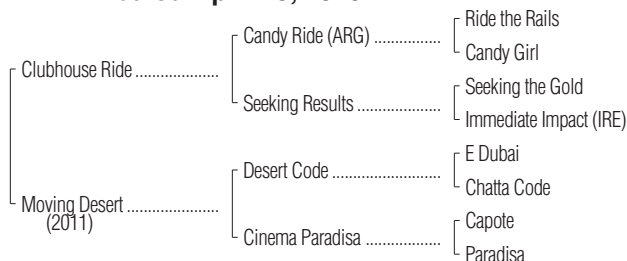 Ride the Rails
Candy Ride (ARG) ................
Candy Girl
Clubhouse Ride .....................
Seeking the Gold
Seeking Results .....................
Immediate Impact (IRE)
E Dubai
Desert Code ...........................
Chatta Code
Moving Desert .......................
(2011)
Capote
Cinema Paradisa ...................
Paradisa